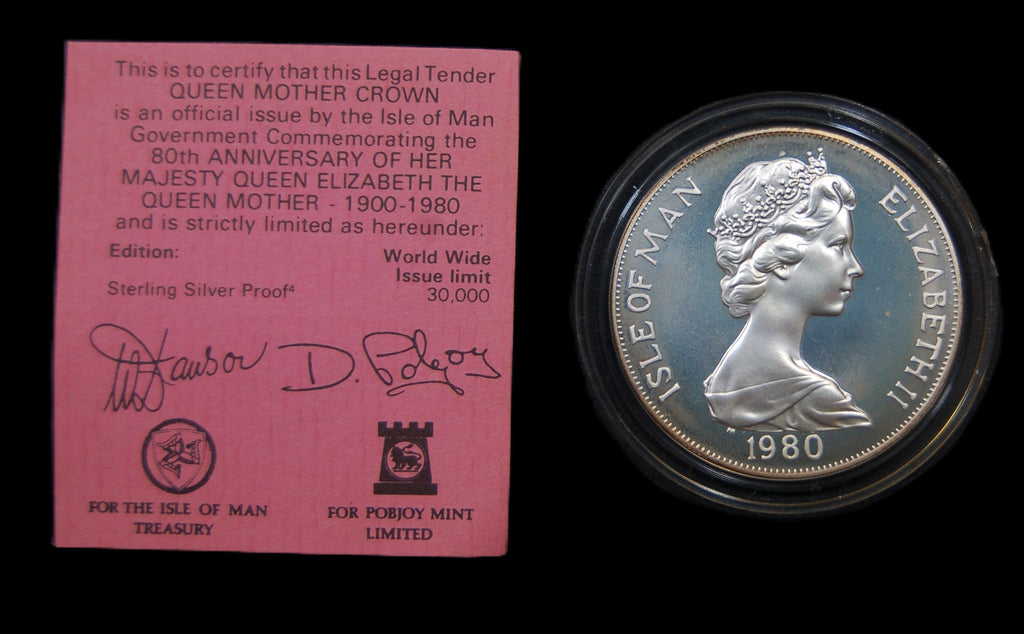 This is to certify that this Legal Tender
QUEEN MOTHER CROWN
is an official issue by the Isle of Man
Government Commemorating the
80th ANNIVERSARY OF HER
MAJESTY QUEEN ELIZABETH THE
QUEEN MOTHER - 1900-1980
and is strictly limited as hereunder:
Edition:
World Wide
Issue limit
Sterling Silver Proof⁴
30,000
D. Pobjoy
FOR THE ISLE OF MAN
TREASURY
FOR POBJOY MINT
LIMITED
ISLE OF MAN
ELIZABETH II
1980